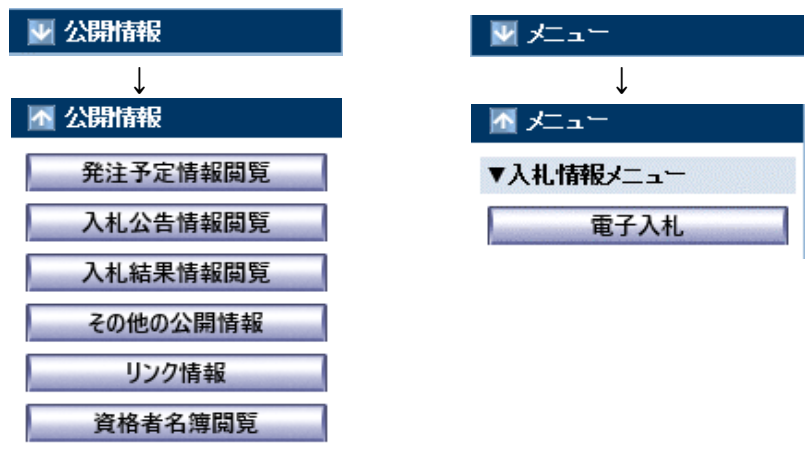 公開情報
↓
公開情報
発注予定情報閲覧
入札公告情報閲覧
入札結果情報閲覧
その他の公開情報
リンク情報
資格者名簿閲覧
メニュー
↓
メニュー
▼入札情報メニュー
電子入札